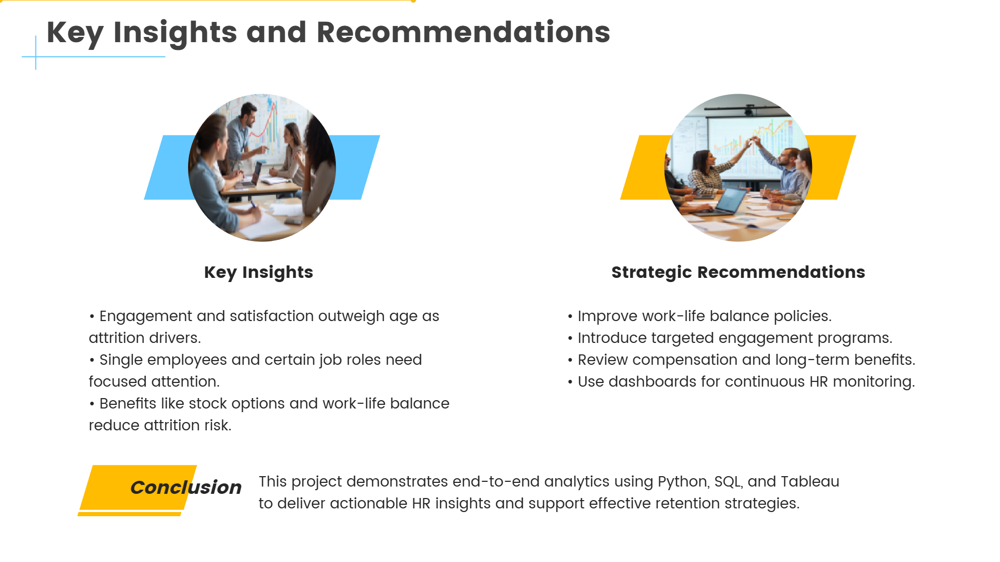 Key Insights and Recommendations
Key Insights
• Engagement and satisfaction outweigh age as
attrition drivers.
• Single employees and certain job roles need
focused attention.
• Benefits like stock options and work-life balance
reduce attrition risk.
Strategic Recommendations
• Improve work-life balance policies.
• Introduce targeted engagement programs.
• Review compensation and long-term benefits.
• Use dashboards for continuous HR monitoring.
Conclusion
This project demonstrates end-to-end analytics using Python, SQL, and Tableau
to deliver actionable HR insights and support effective retention strategies.